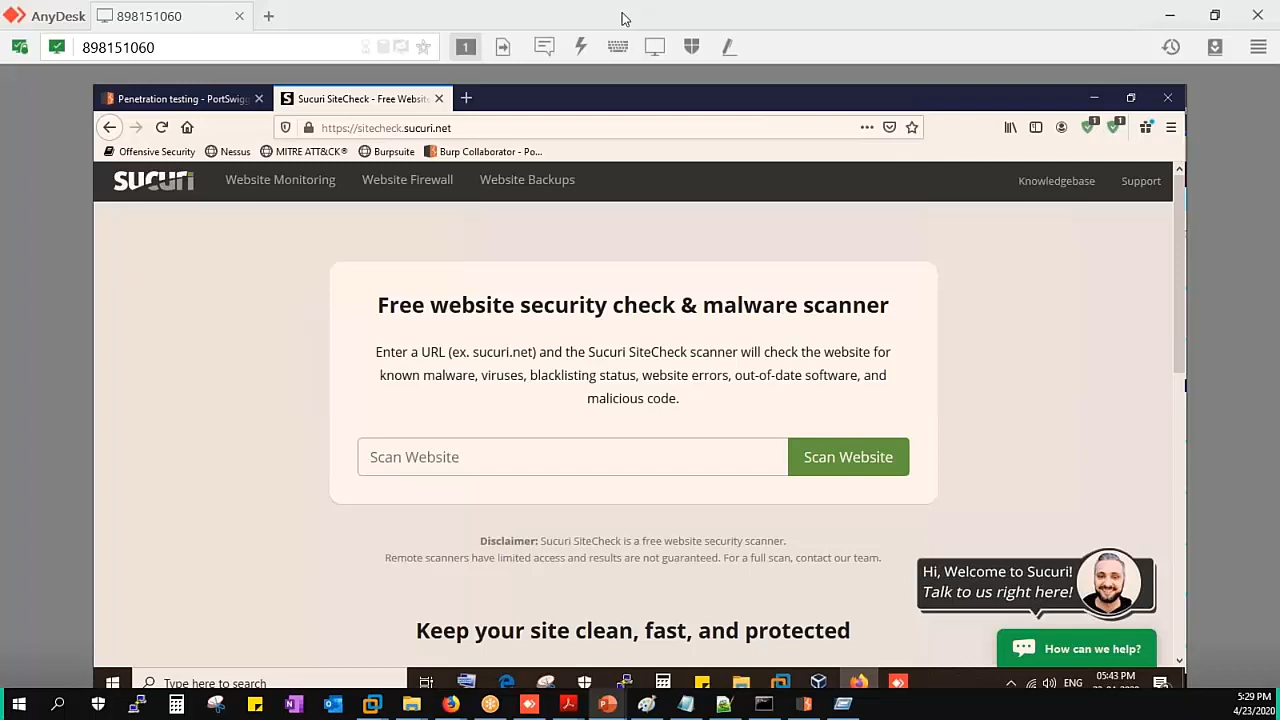 AnyDesk
898151060
898151060
1
Penetration testing - PortSwigg
Sucuri SiteCheck - Free Website
https://sitecheck.sucuri.net
1
1
Offensive Security
Nessus
MITRE ATT&CK®
Burpsuite
Burp Collaborator - Po...
SUCURI
Website Monitoring
Website Firewall
Website Backups
Knowledgebase
Support
Free website security check & malware scanner
Enter a URL (ex. sucuri.net) and the Sucuri SiteCheck scanner will check the website for
known malware, viruses, blacklisting status, website errors, out-of-date software, and
malicious code.
Scan Website
Scan Website
Disclaimer: Sucuri SiteCheck is a free website security scanner.
Remote scanners have limited access and results are not guaranteed. For a full scan, contact our team.
Hi, Welcome to Sucuri!
Talk to us right here!
Keep your site clean, fast, and protected
How can we help?
Type here to search
ENG
05:43 PM
5:29 PM
4/23/2020